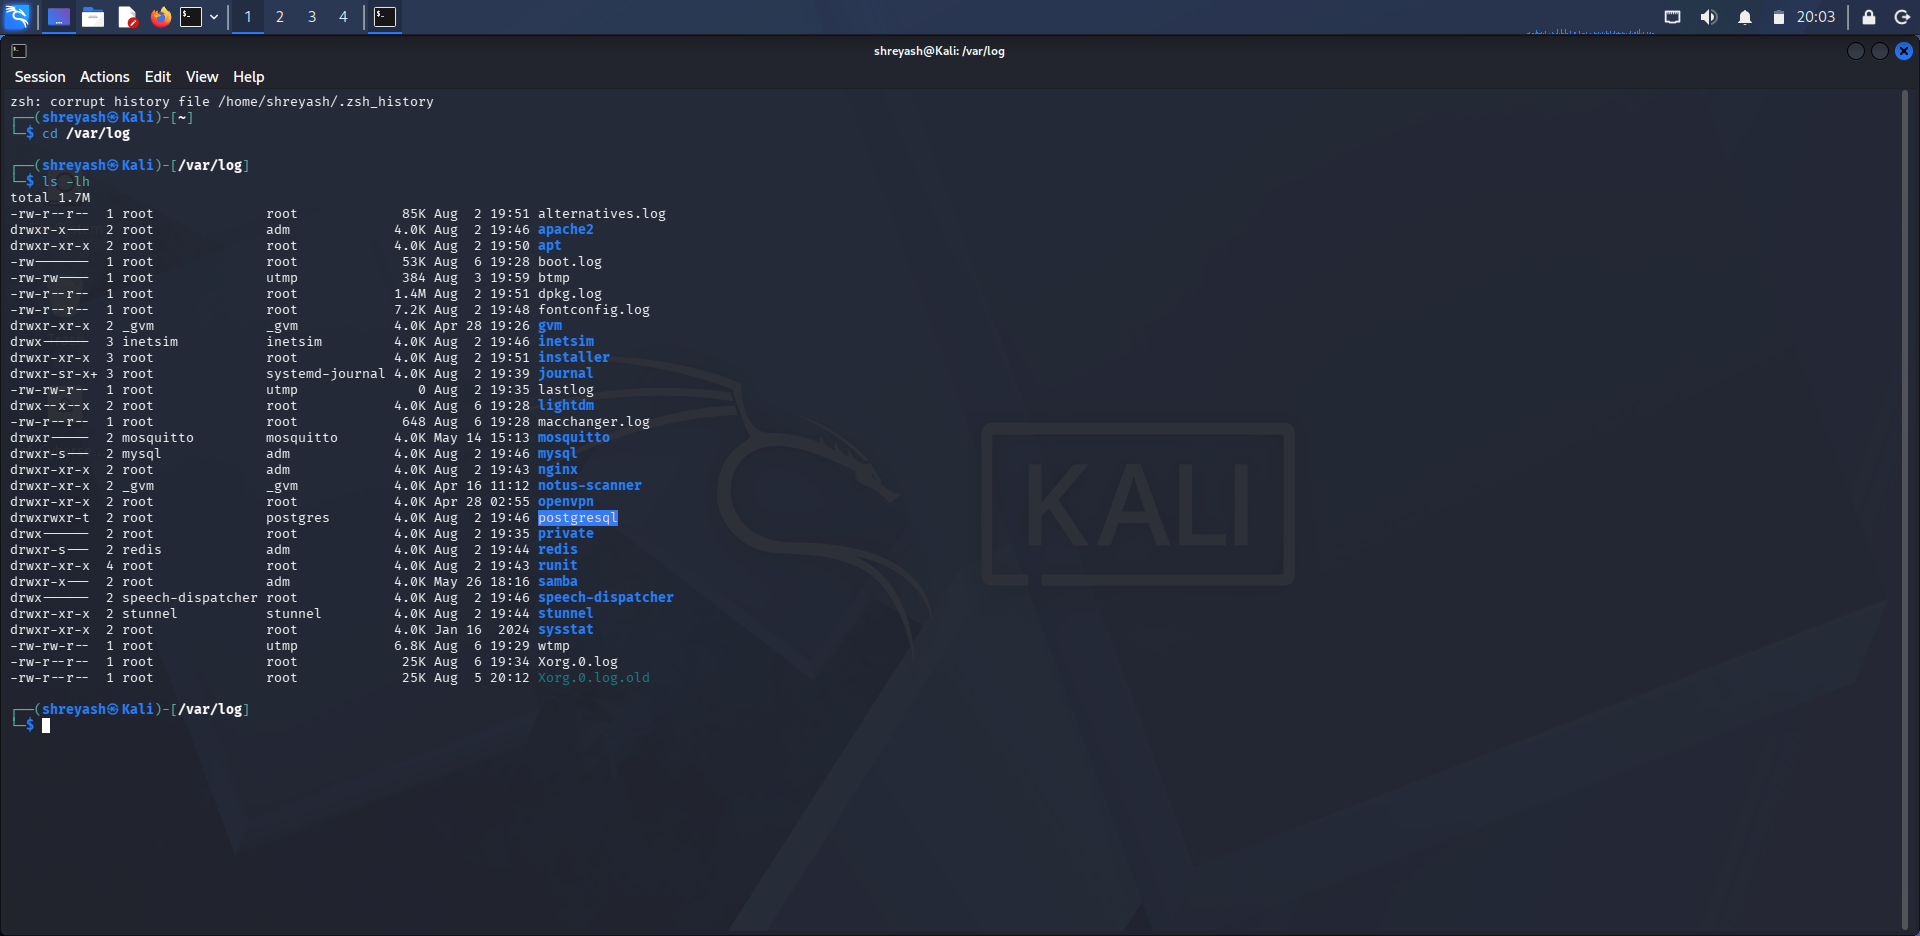 1 2 3 4 20:03
shreyash@Kali: /var/log
Session Actions Edit View Help
zsh: corrupt history file /home/shreyash/.zsh_history
┌──(shreyash㉿Kali)-[~]
└─$ cd /var/log
┌──(shreyash㉿Kali)-[/var/log]
└─$ ls -lh
total 1.7M
-rw-r--r--  1 root              root             85K Aug  2 19:51 alternatives.log
drwxr-x---  2 root              adm             4.0K Aug  2 19:46 apache2
drwxr-xr-x  2 root              root            4.0K Aug  2 19:50 apt
-rw-------  1 root              root             53K Aug  6 19:28 boot.log
-rw-rw----  1 root              utmp             384 Aug  3 19:59 btmp
-rw-r--r--  1 root              root            1.4M Aug  2 19:51 dpkg.log
-rw-r--r--  1 root              root            7.2K Aug  2 19:48 fontconfig.log
drwxr-xr-x  2 _gvm              _gvm            4.0K Apr 28 19:26 gvm
drwx------  3 inetsim           inetsim         4.0K Aug  2 19:46 inetsim
drwxr-xr-x  3 root              root            4.0K Aug  2 19:51 installer
drwxr-sr-x+ 3 root              systemd-journal 4.0K Aug  2 19:39 journal
-rw-rw-r--  1 root              utmp               0 Aug  2 19:35 lastlog
drwx--x--x  2 root              root            4.0K Aug  6 19:28 lightdm
-rw-r--r--  1 root              root             648 Aug  6 19:28 macchanger.log
drwxr-----  2 mosquitto         mosquitto       4.0K May 14 15:13 mosquitto
drwxr-s---  2 mysql             adm             4.0K Aug  2 19:46 mysql
drwxr-xr-x  2 root              adm             4.0K Aug  2 19:43 nginx
drwxr-xr-x  2 _gvm              _gvm            4.0K Apr 16 11:12 notus-scanner
drwxr-xr-x  2 root              root            4.0K Apr 28 02:55 openvpn
drwxrwxr-t  2 root              postgres        4.0K Aug  2 19:46 postgresql
drwx------  2 root              root            4.0K Aug  2 19:35 private
drwxr-s---  2 redis             adm             4.0K Aug  2 19:44 redis
drwxr-xr-x  4 root              root            4.0K Aug  2 19:43 runit
drwxr-x---  2 root              adm             4.0K May 26 18:16 samba
drwx------  2 speech-dispatcher root            4.0K Aug  2 19:46 speech-dispatcher
drwxr-xr-x  2 stunnel           stunnel         4.0K Aug  2 19:44 stunnel
drwxr-xr-x  2 root              root            4.0K Jan 16  2024 sysstat
-rw-rw-r--  1 root              utmp            6.8K Aug  6 19:29 wtmp
-rw-r--r--  1 root              root             25K Aug  6 19:34 Xorg.0.log
-rw-r--r--  1 root              root             25K Aug  5 20:12 Xorg.0.log.old
┌──(shreyash㉿Kali)-[/var/log]
└─$
KALI